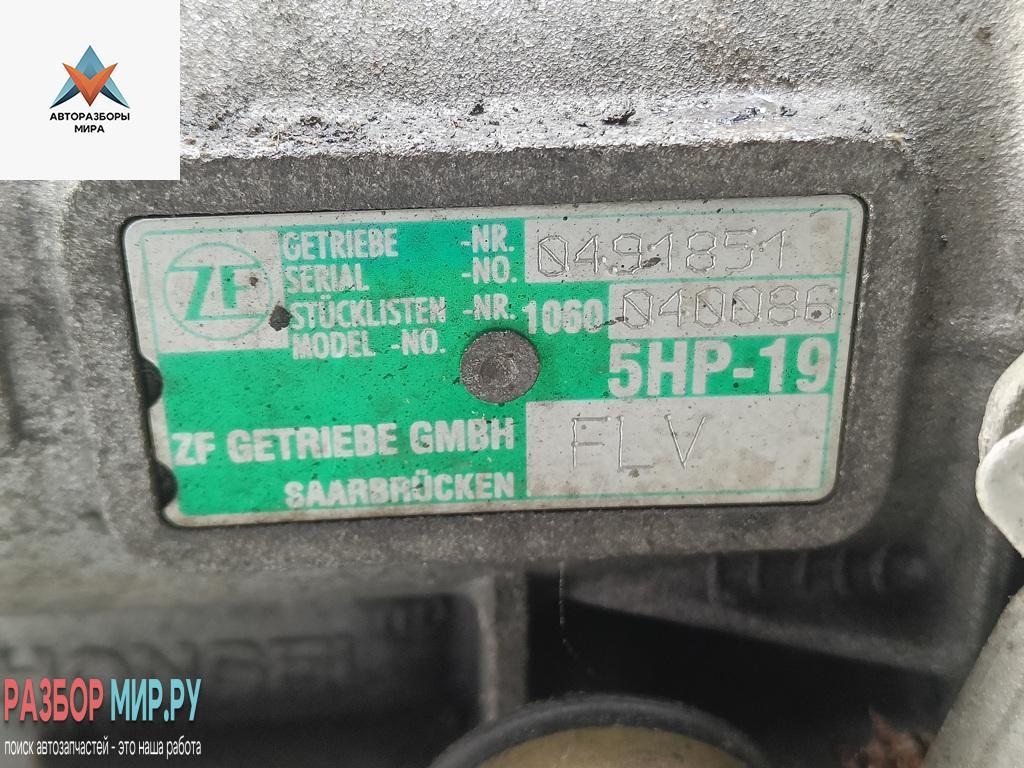 АВТОРАЗБОРЫ
МИРА
ZF
GETRIEBE -NR. 0491851
SERIAL -NO.
STÜCKLISTEN -NR. 1060 040086
MODEL -NO.
5HP-19
ZF GETRIEBE GMBH FLV
SAARBRÜCKEN
РАЗБОР МИР.РУ
поиск автозапчастей - это наша работа